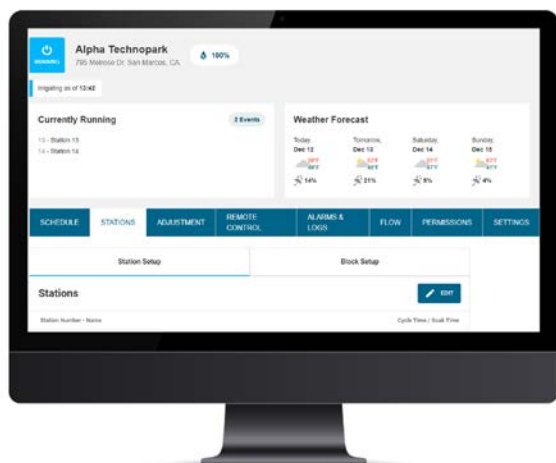 Alpha Technopark
795 Melrose Dr, San Marcos, CA
100%
RUNNING
Irrigating as of 13:42
Currently Running
2 Events
13 - Station 13
14 - Station 14
Weather Forecast
Today, Tomorrow, Saturday, Sunday,
Dec 12 Dec 13 Dec 14 Dec 15
14% 21% 5% 4%
SCHEDULE STATIONS ADJUSTMENT REMOTE CONTROL ALARMS & LOGS FLOW PERMISSIONS SETTINGS
Station Setup Block Setup
Stations
EDIT
Station Number - Name Cycle Time / Soak Time